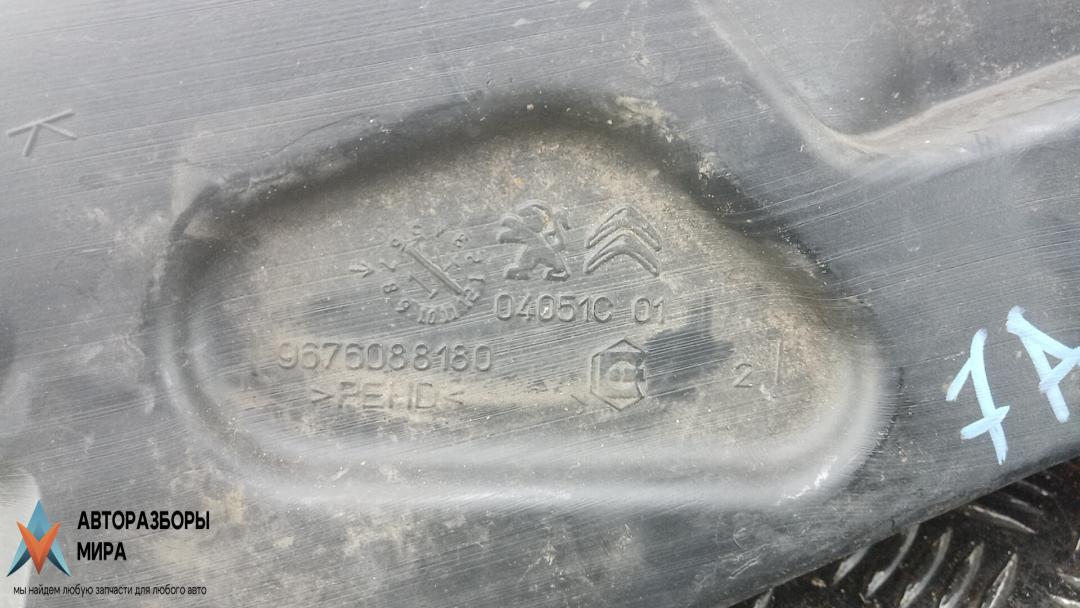 K
04051C 01
9676088180
>PEHD<
2
1A
АВТОРАЗБОРЫ
МИРА
мы найдем любую запчасти для любого авто